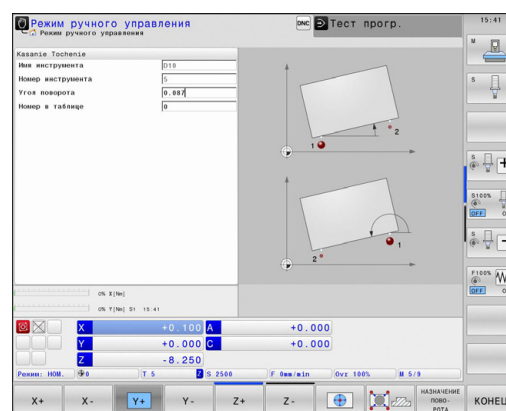 Режим ручного управления
Режим ручного управления
DNC
Тест прогр.
15:41
Kasanie Tochenie
Имя инструмента D10
Номер инструмента 5
Угол поворота 0.087
Номер в таблице 0
1
2
2
1
M
S
S
S100%
OFF
S
F100%
OFF
0% X[Nm]
0% Y[Nm] S1 15:41
X +0.100 A +0.000
Y +0.000 C +0.000
Z -8.250
Режим: НОМ. 0 T 5 Z S 2500 F 0mm/min Ovr 100% M 5/9
X+ X- Y+ Y- Z+ Z- НАЗНАЧЕНИЕ ПОВО- РОТА КОНЕЦ